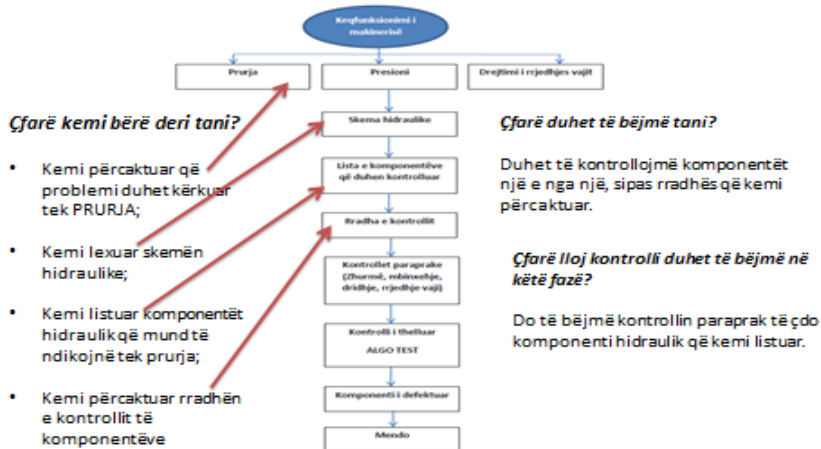 Keqfunksionimi i
makinerisë
Prurja
Presioni
Drejtimi i rrjedhjes vajit
Skema hidraulike
Lista e komponentëve
që duhen kontrolluar
Rradha e kontrollit
Kontrollet paraprake
(Zhurmë, mbinxehje,
dridhje, rrjedhje vaji)
Kontrolli i thelluar
ALGO TEST
Komponenti i defektuar
Mendo
Çfarë kemi bërë deri tani?
• Kemi përcaktuar që
problemi duhet kërkuar
tek PRURJA;
• Kemi lexuar skemën
hidraulike;
• Kemi listuar komponentët
hidraulik që mund të
ndikojnë tek prurja;
• Kemi përcaktuar rradhën
e kontrollit të
komponentëve
Çfarë duhet të bëjmë tani?
Duhet të kontrollojmë komponentët
një e nga një, sipas rradhës që kemi
përcaktuar.
Çfarë lloj kontrolli duhet të bëjmë në
këtë fazë?
Do të bëjmë kontrollin paraprak të çdo
komponenti hidraulik që kemi listuar.